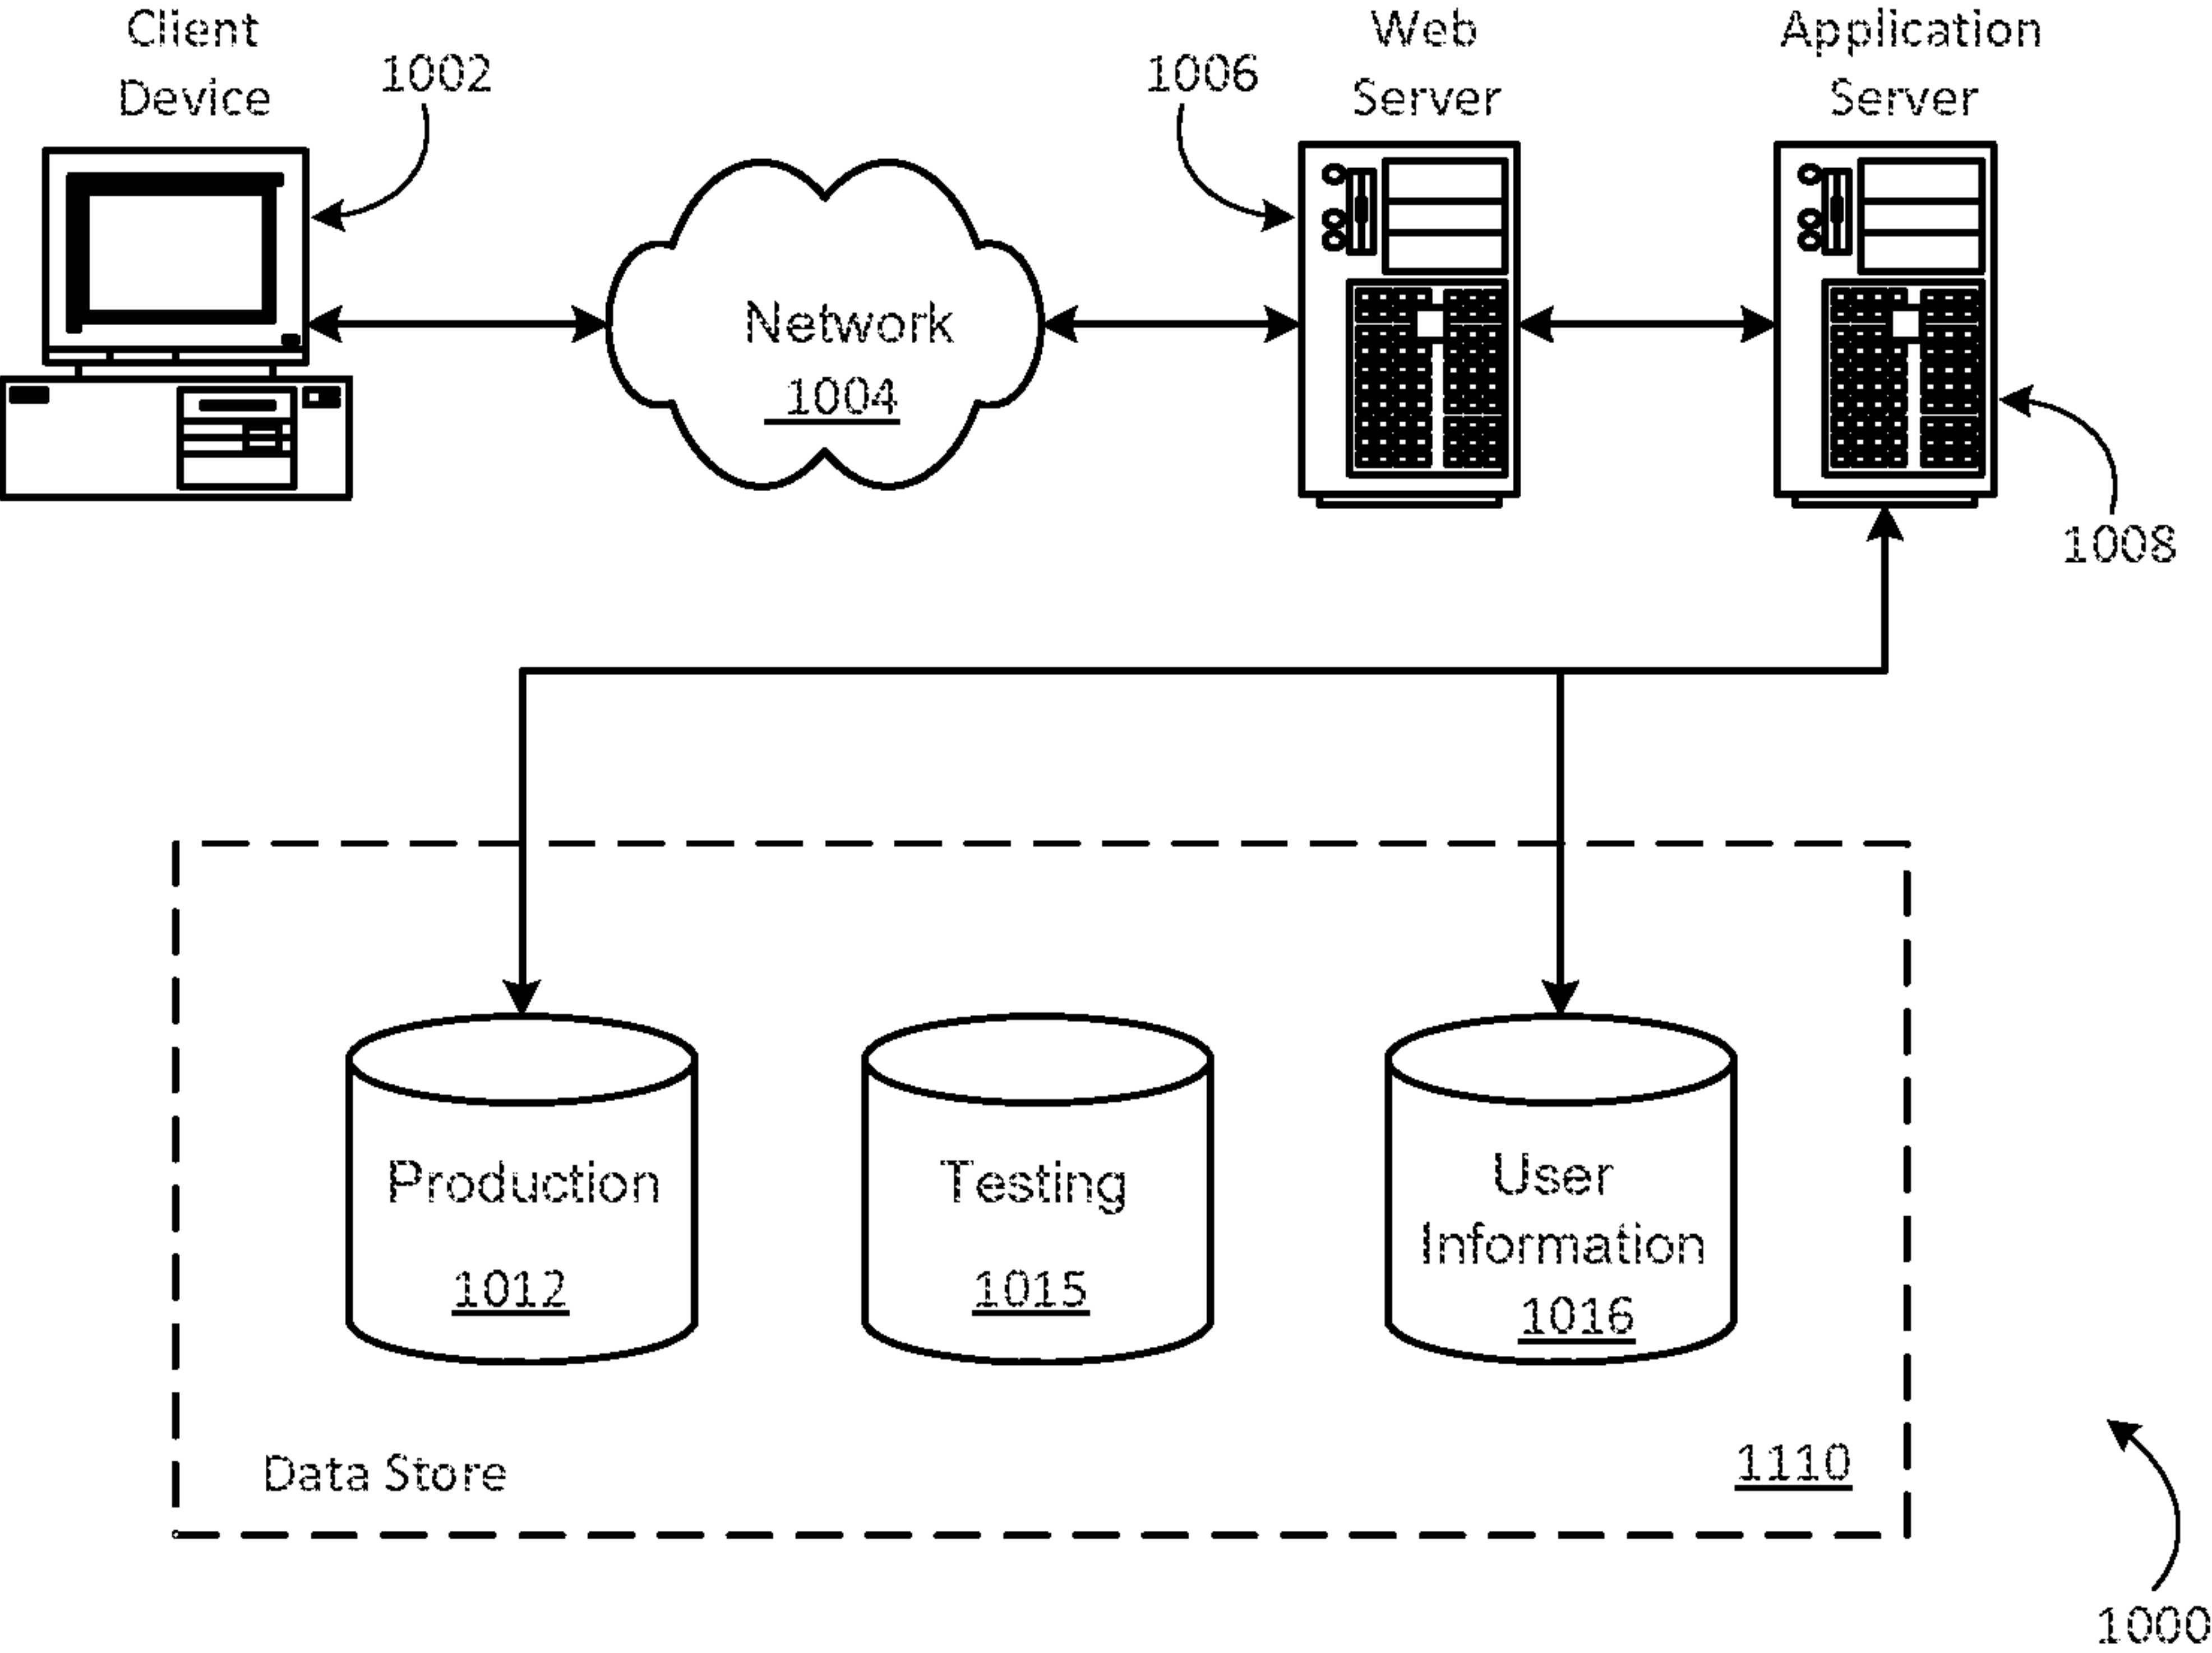 Client
Device
1002
1006
Web
Server
Application
Server
Network
1004
1008
Production
1012
Testing
1015
User
Information
1016
Data Store
1110
1000